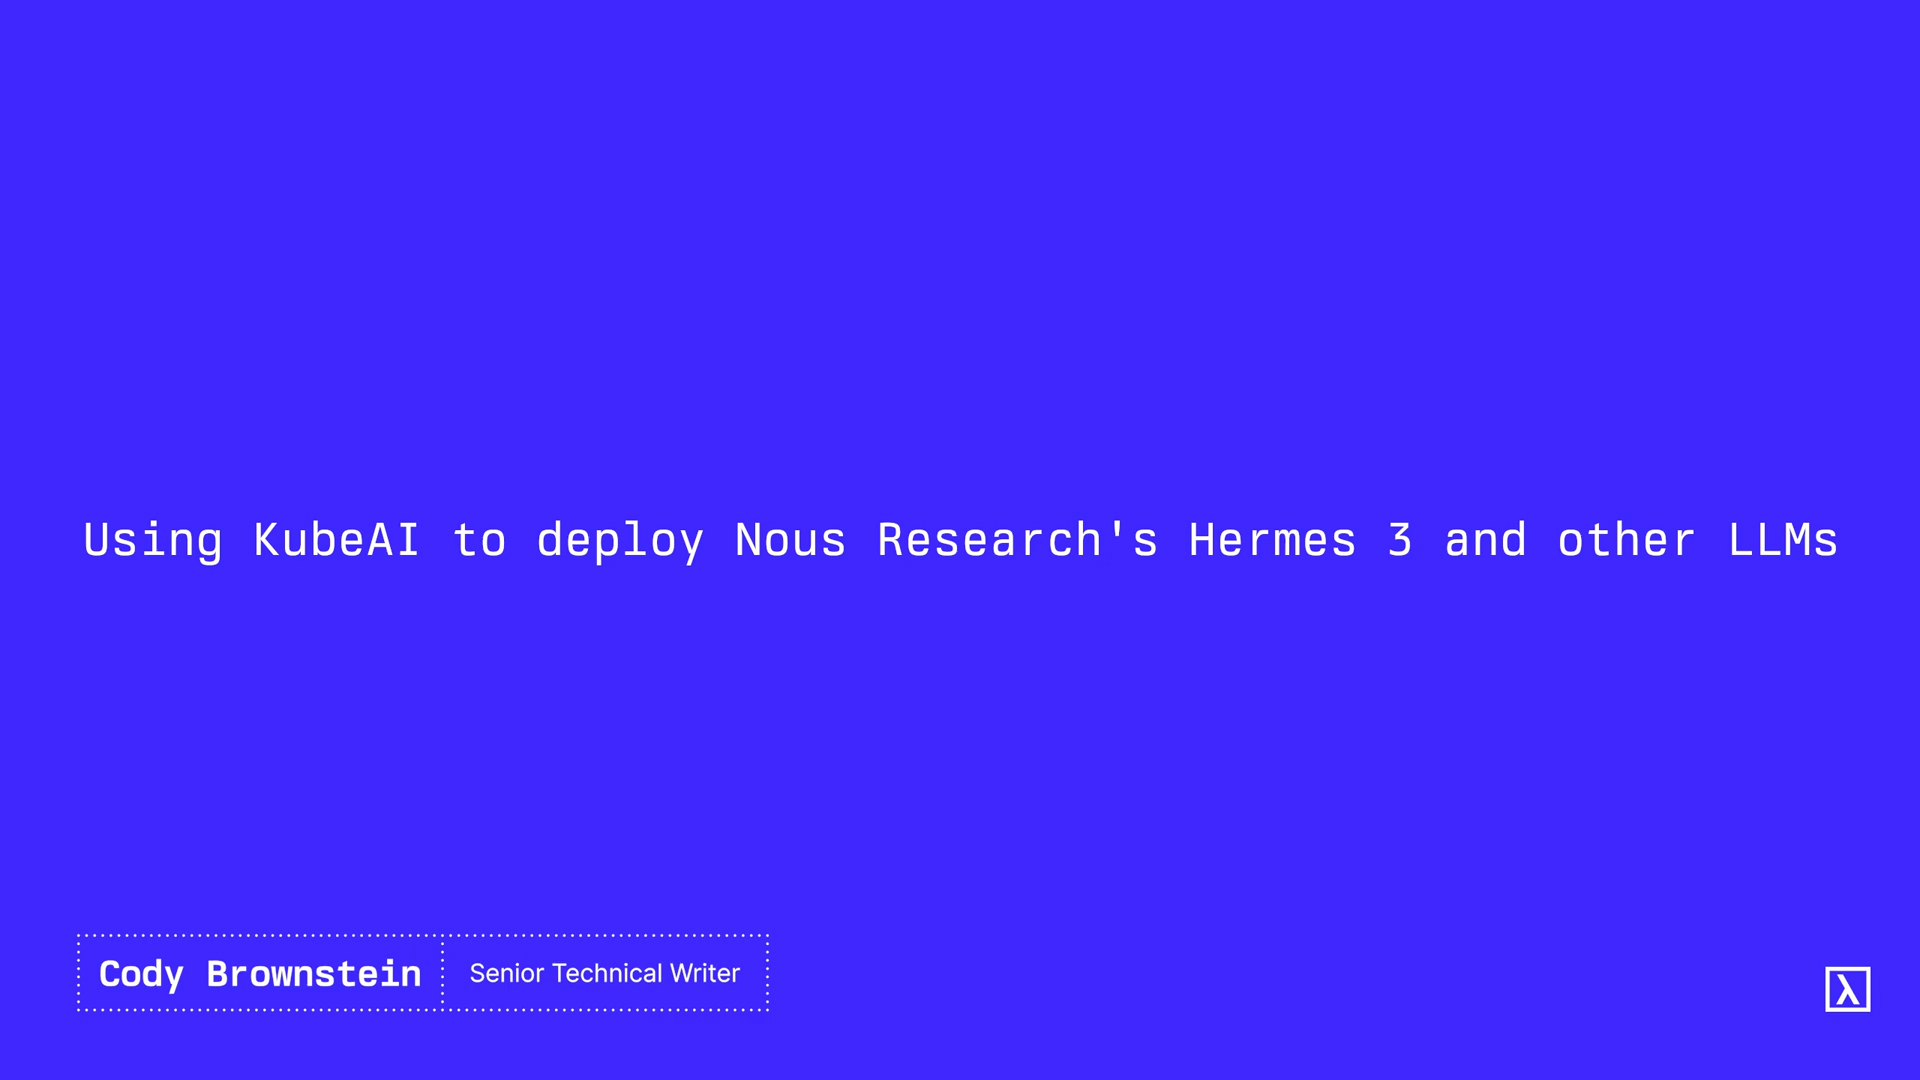 Using KubeAI to deploy Nous Research's Hermes 3 and other LLMs
Cody Brownstein
Senior Technical Writer
λ